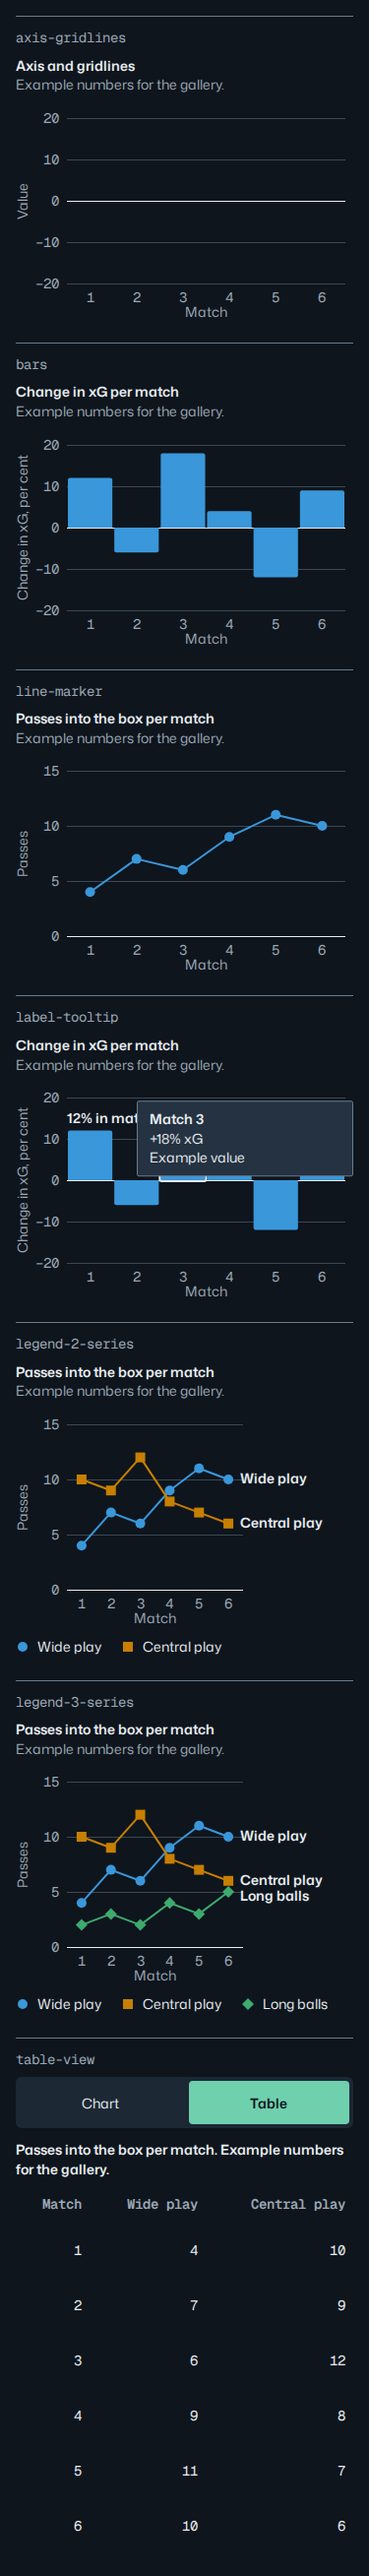 axis-gridlines
Axis and gridlines
Example numbers for the gallery.
20
10
0
−10
−20
Value
1 2 3 4 5 6
Match
bars
Change in xG per match
Example numbers for the gallery.
20
10
0
−10
−20
Change in xG, per cent
1 2 3 4 5 6
Match
line-marker
Passes into the box per match
Example numbers for the gallery.
15
10
5
0
Passes
1 2 3 4 5 6
Match
label-tooltip
Change in xG per match
Example numbers for the gallery.
20
10
0
−10
−20
Change in xG, per cent
12% in mat
Match 3
+18% xG
Example value
1 2 3 4 5 6
Match
legend-2-series
Passes into the box per match
Example numbers for the gallery.
15
10
5
0
Passes
Wide play
Central play
1 2 3 4 5 6
Match
Wide play Central play
legend-3-series
Passes into the box per match
Example numbers for the gallery.
15
10
5
0
Passes
Wide play
Central play
Long balls
1 2 3 4 5 6
Match
Wide play Central play Long balls
table-view
Chart Table
Passes into the box per match. Example numbers
for the gallery.
Match Wide play Central play
1 4 10
2 7 9
3 6 12
4 9 8
5 11 7
6 10 6